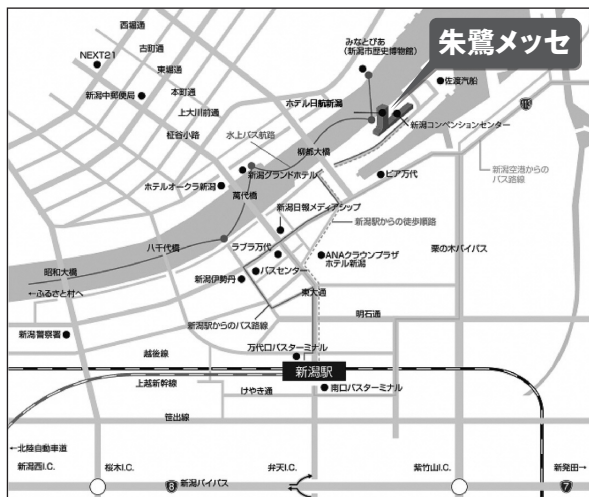 朱鷺メッセ
西堀通
古町通
NEXT21
東堀通
新潟中郵便局
本町通
上大川前通
柾谷小路
みなとぴあ
(新潟市歴史博物館)
佐渡汽船
ホテル日航新潟
113
新潟コンベンションセンター
水上バス航路
柳都大橋
新潟グランドホテル
ピア万代
新潟空港からの
バス路線
ホテルオークラ新潟
萬代橋
新潟日報メディアシップ
新潟駅からの徒歩順路
八千代橋
ラブラ万代
ANAクラウンプラザ
ホテル新潟
栗の木バイパス
昭和大橋
バスセンター
←ふるさと村へ
新潟伊勢丹
東大通
新潟駅からのバス路線
明石通
新潟警察署
越後線
万代口バスターミナル
新潟駅
上越新幹線
けやき通
南口バスターミナル
笹出線
←北陸自動車道
新潟西I.C.
桜木I.C.
弁天I.C.
紫竹山I.C.
新発田→
8
新潟バイパス
7